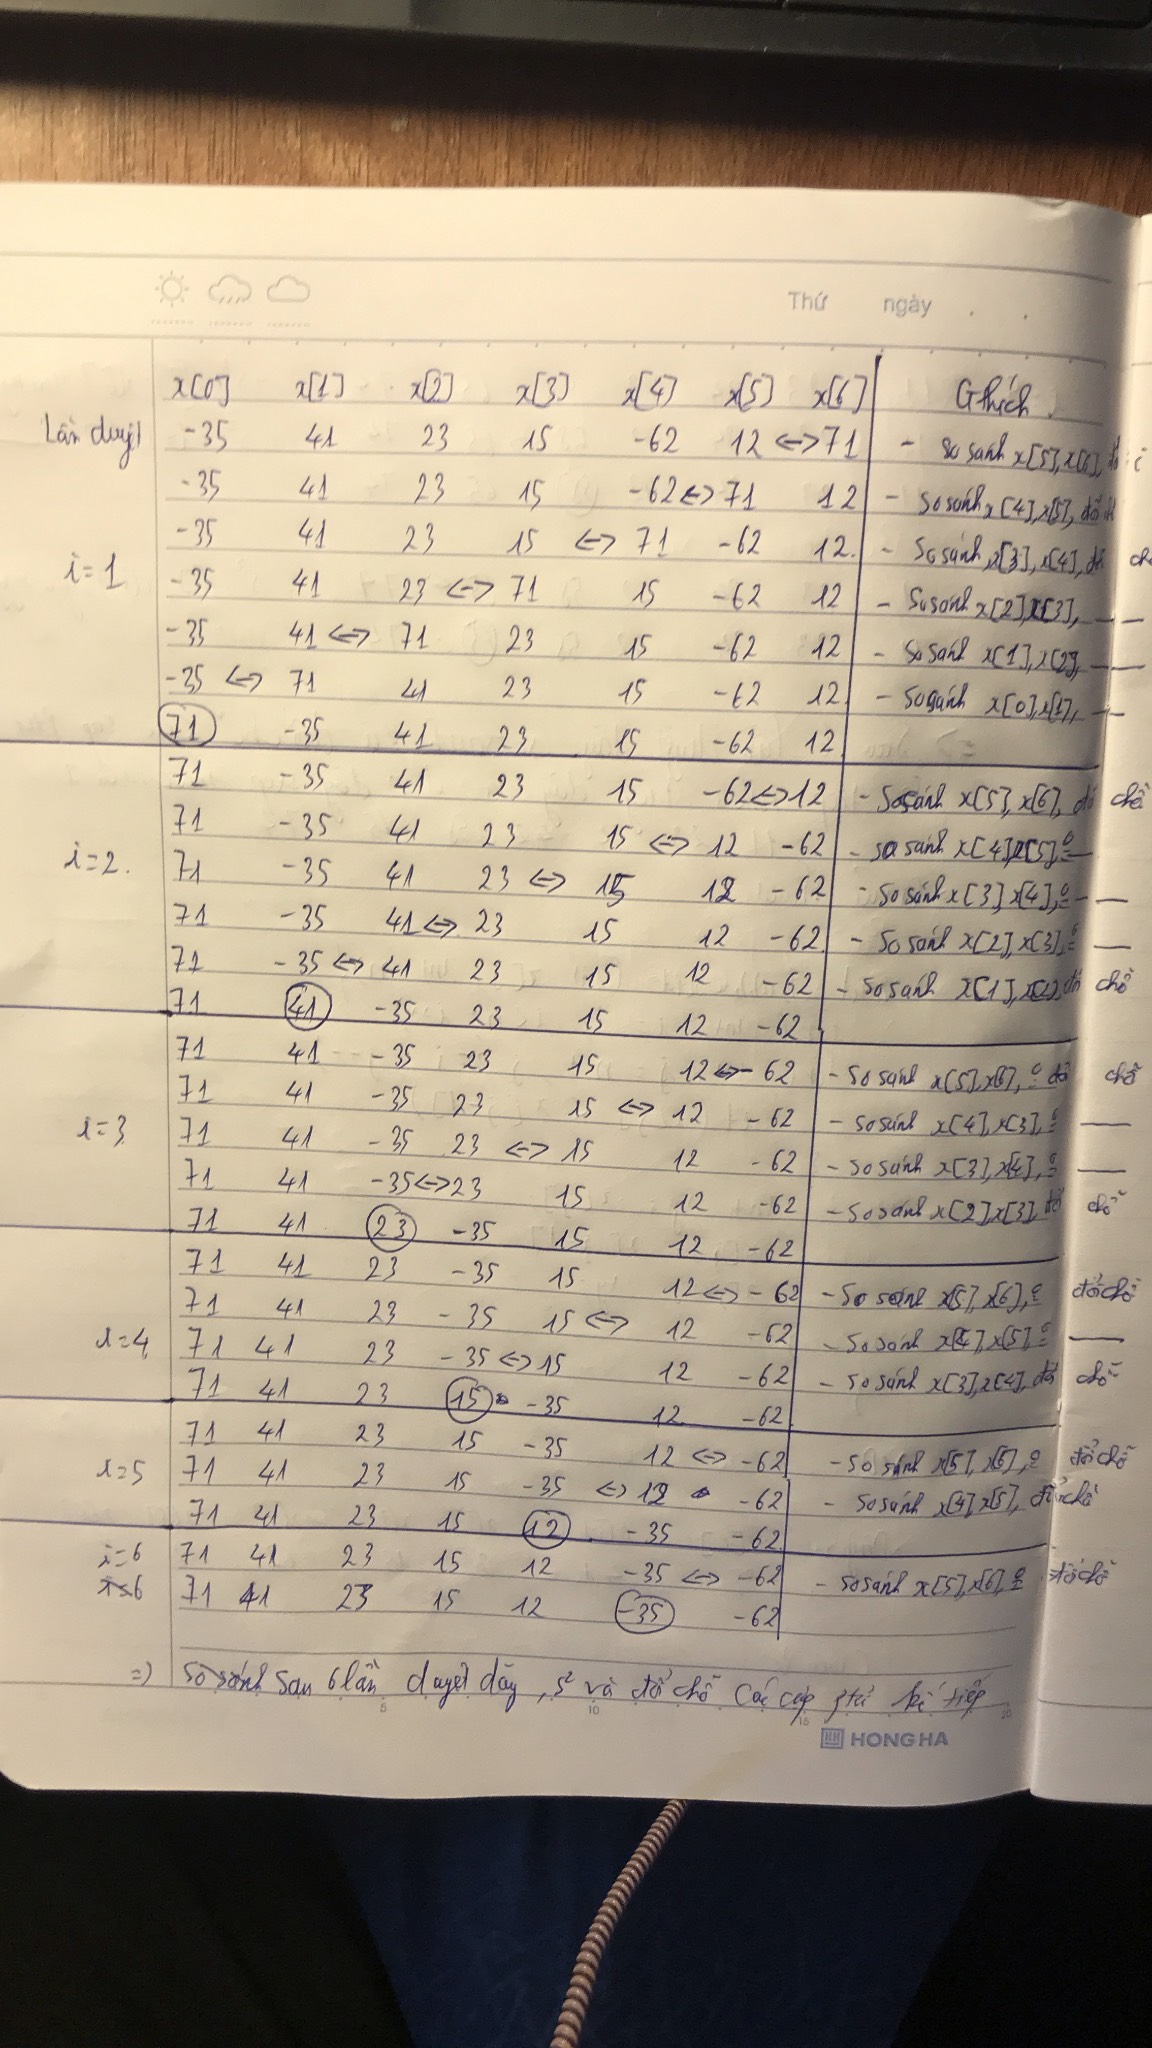 Thứ ngày . .
x[0] x[1] x[2] x[3] x[4] x[5] x[6] Gthích
Lần duyệt -35 41 23 15 -62 12 <-> 71 - So sánh x[5], x[6],
-35 41 23 15 -62 <-> 71 12 - So sánh x[4], x[5], đổi
-35 41 23 15 <-> 71 -62 12. - So sánh x[3], x[4], đổi
i=1 -35 41 23 <-> 71 15 -62 12 - So sánh x[2], x[3], —
-35 41 <-> 71 23 15 -62 12 - So sánh x[1], x[2], —
-35 <-> 71 41 23 15 -62 12 - So sánh x[0], x[1], —
71 -35 41 23 15 -62 12
71 -35 41 23 15 -62 <-> 12 - So sánh x[5], x[6], đổi chỗ
71 -35 41 23 15 <-> 12 -62 - so sánh x[4], x[5], ō —
i=2. 71 -35 41 23 <-> 15 12 -62 - So sánh x[3], x[4], ō —
71 -35 41 <-> 23 15 12 -62 - So sánh x[2], x[3], ō —
71 -35 <-> 41 23 15 12 -62 - So sánh x[1], x[2], đổi chỗ
71 41 -35 23 15 12 -62
71 41 -35 23 15 12 <-> -62 - So sánh x[5], x[6], ō đổi chỗ
71 41 -35 23 15 <-> 12 -62 - So sánh x[4], x[3], ō —
i=3 71 41 -35 23 <-> 15 12 -62 - So sánh x[3], x[4], ō —
71 41 -35 <-> 23 15 12 -62 - So sánh x[2], x[3], đổi chỗ
71 41 23 -35 15 12 -62
71 41 23 -35 15 12 <-> -62 - So sánh x[5], x[6], ō đổi chỗ
71 41 23 -35 15 <-> 12 -62 - So sánh x[4], x[5], ō —
i=4 71 41 23 -35 <-> 15 12 -62 - So sánh x[3], x[4], đổi chỗ
71 41 23 15 -35 12 -62
71 41 23 15 -35 12 <-> -62 - So sánh x[5], x[6], ō đổi chỗ
i=5 71 41 23 15 -35 <-> 12 -62 - So sánh x[4], x[5], đổi chỗ
71 41 23 15 12 -35 -62
i=6 71 41 23 15 12 -35 <-> -62 - So sánh x[5], x[6], ō đổi chỗ
71 41 23 15 12 -35 -62
=) sau 6 lần duyệt dãy, s² và đổi chỗ các cặp ptử kế tiếp
5 10 15 20
HH HONG HA